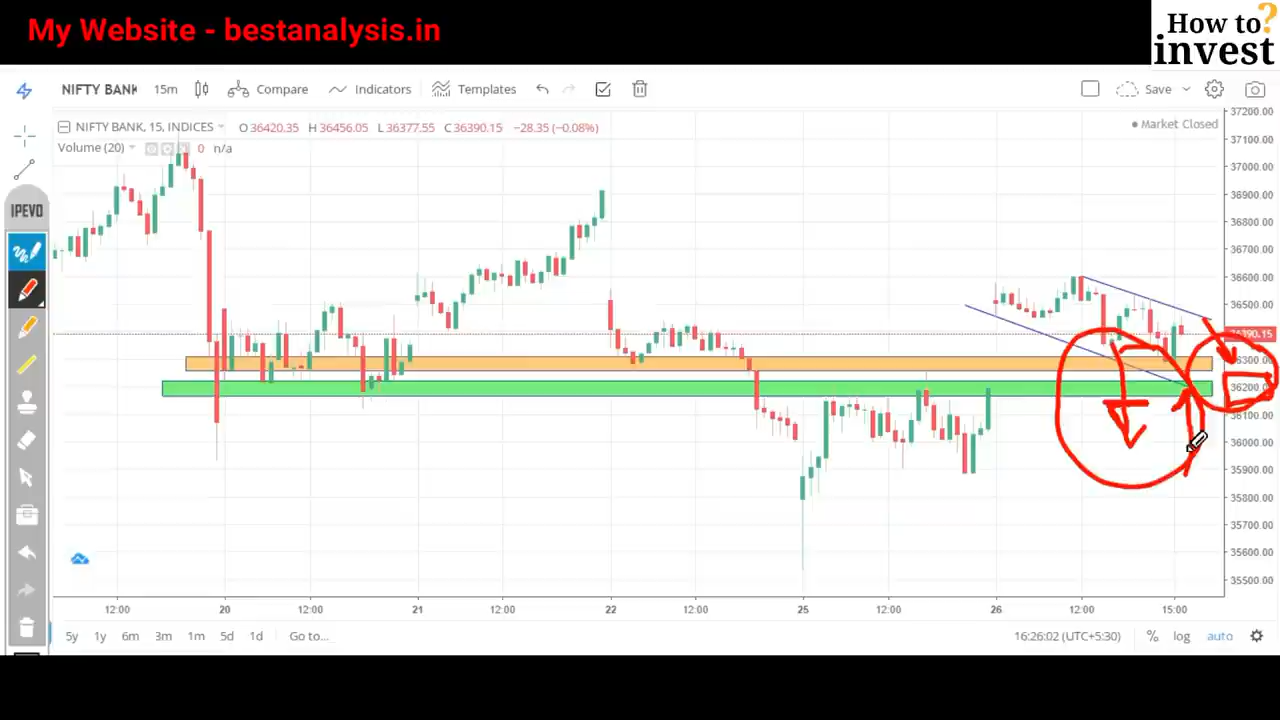 My Website - bestanalysis.in
How to?
invest
NIFTY BANK 15m Compare Indicators Templates Save
NIFTY BANK, 15, INDICES O 36420.35 H 36456.05 L 36377.55 C 36390.15 −28.35 (−0.08%)
Market Closed
Volume (20) 0 n/a
IPEVO
37200.00
37100.00
37000.00
36900.00
36800.00
36700.00
36600.00
36500.00
36390.15
36300.00
36200.00
36100.00
36000.00
35900.00
35800.00
35700.00
35600.00
35500.00
12:00 20 12:00 21 12:00 22 12:00 25 12:00 26 12:00 15:00
5y 1y 6m 3m 1m 5d 1d Go to... 16:26:02 (UTC+5:30) % log auto